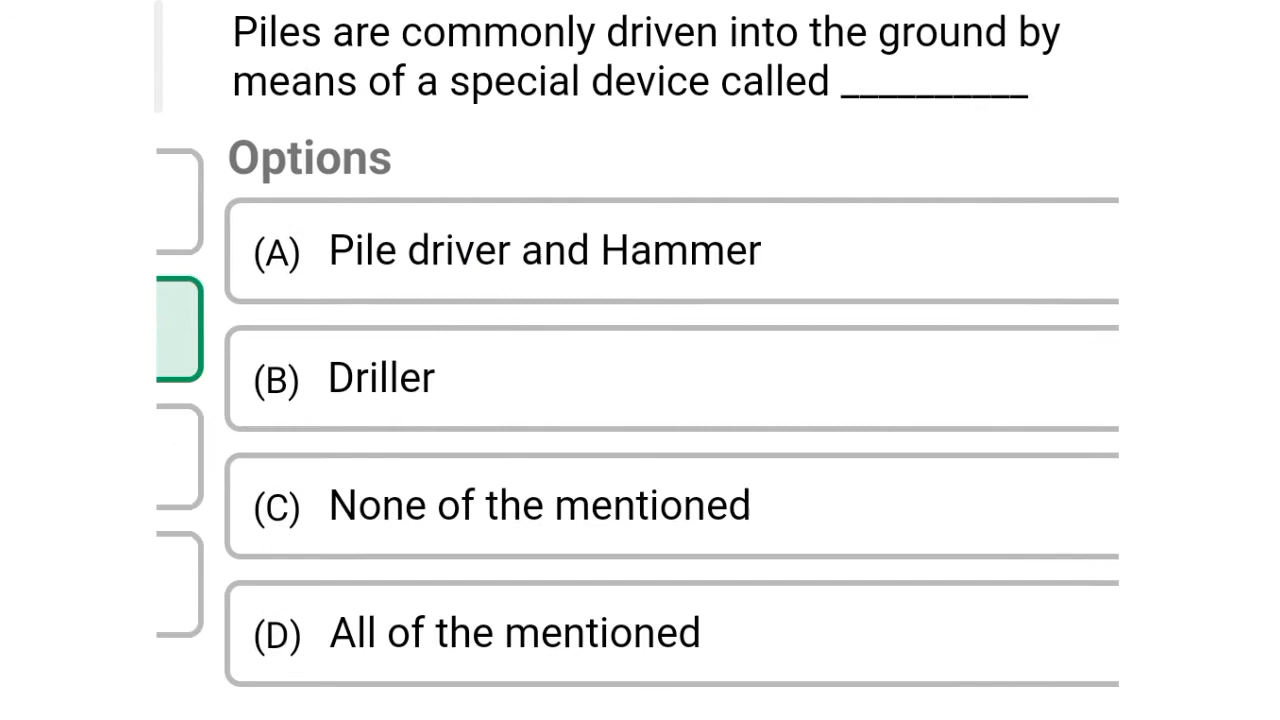 Piles are commonly driven into the ground by
means of a special device called __________
Options
(A) Pile driver and Hammer
(B) Driller
(C) None of the mentioned
(D) All of the mentioned